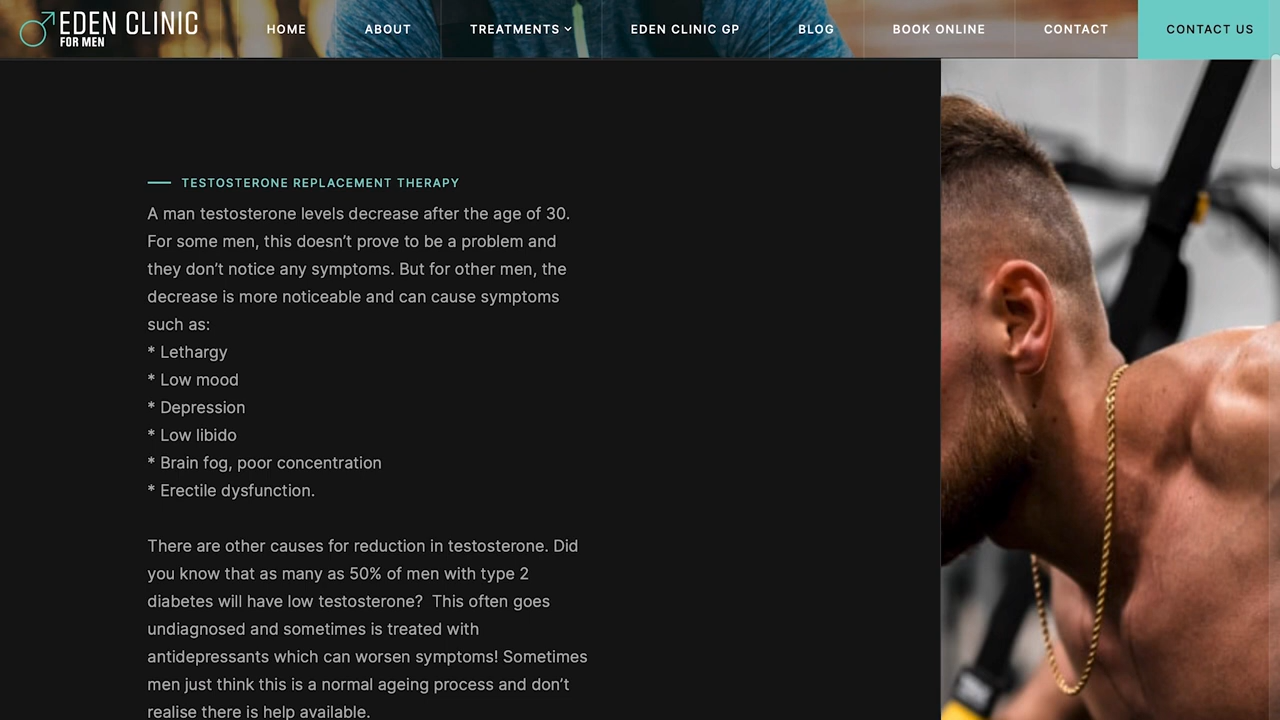 EDEN CLINIC
FOR MEN
HOME
ABOUT
TREATMENTS
EDEN CLINIC GP
BLOG
BOOK ONLINE
CONTACT
CONTACT US
TESTOSTERONE REPLACEMENT THERAPY
A man testosterone levels decrease after the age of 30.
For some men, this doesn’t prove to be a problem and
they don’t notice any symptoms. But for other men, the
decrease is more noticeable and can cause symptoms
such as:
* Lethargy
* Low mood
* Depression
* Low libido
* Brain fog, poor concentration
* Erectile dysfunction.
There are other causes for reduction in testosterone. Did
you know that as many as 50% of men with type 2
diabetes will have low testosterone?  This often goes
undiagnosed and sometimes is treated with
antidepressants which can worsen symptoms! Sometimes
men just think this is a normal ageing process and don’t
realise there is help available.